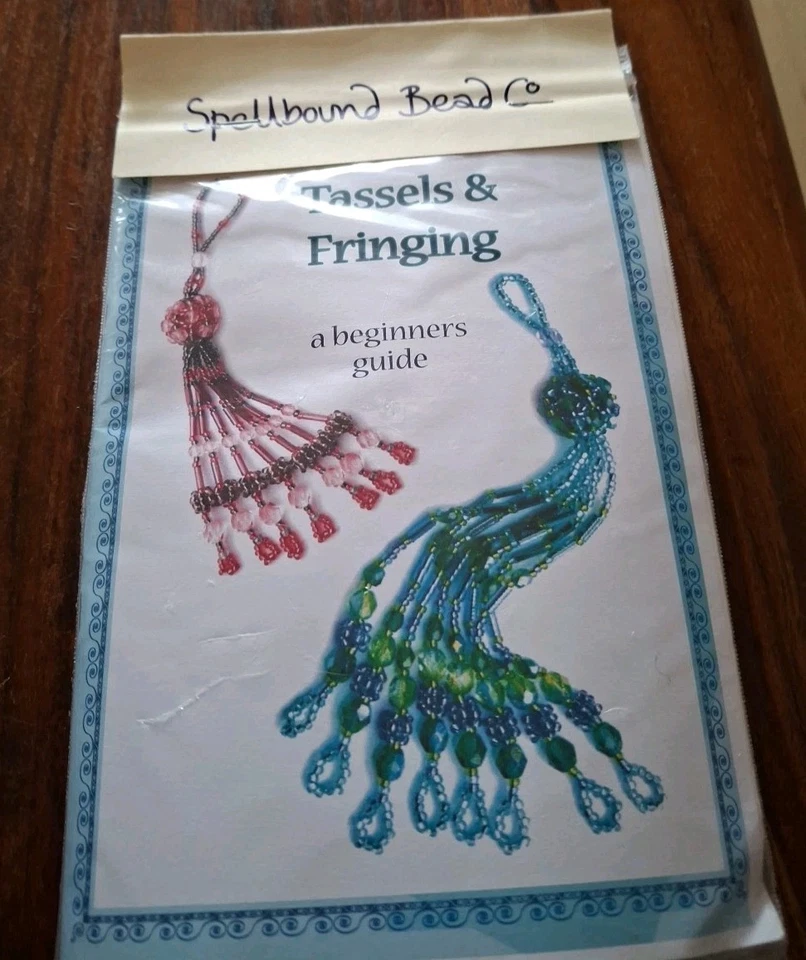 Spellbound Bead Co
Tassels &
Fringing
a beginners
guide